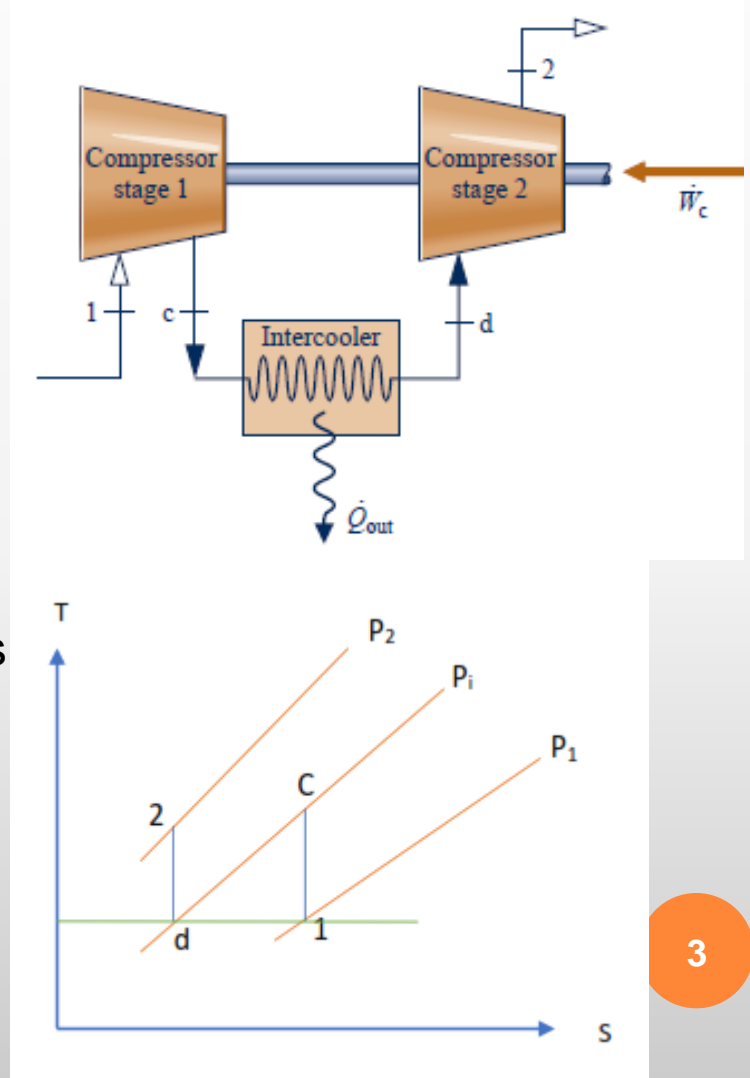 2
Compressor
stage 1
Compressor
stage 2
Ẇc
1
c
d
Intercooler
Q̇out
T
s
P₂
Pᵢ
P₁
C
2
d
1
3
S